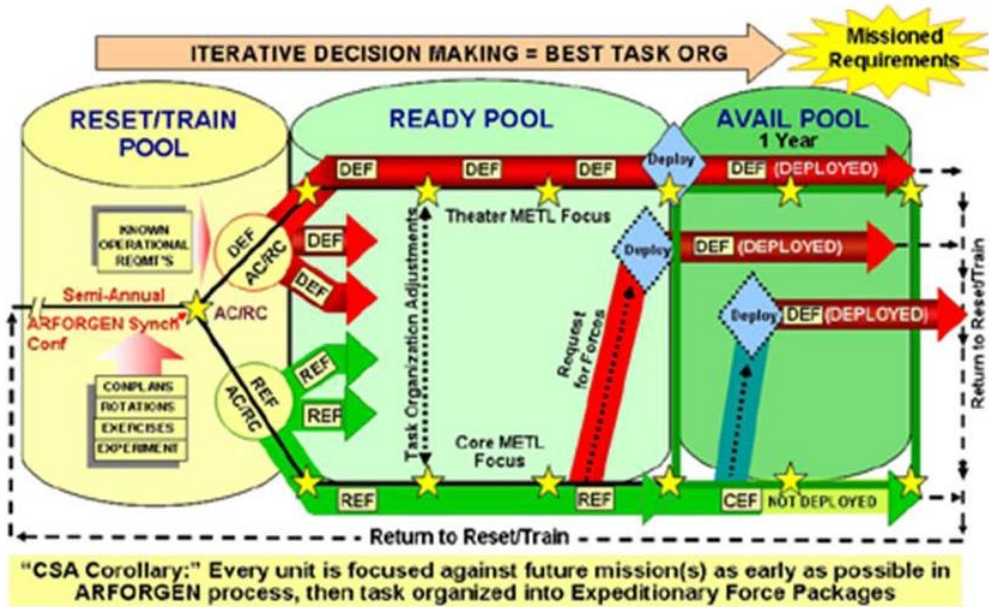 ITERATIVE DECISION MAKING = BEST TASK ORG
Missioned
Requirements
RESET/TRAIN
POOL
READY POOL
AVAIL POOL
1 Year
DEF
DEF
DEF
DEF
Deploy
DEF (DEPLOYED)
Theater METL Focus
KNOWN
OPERATIONAL
REQMT'S
DEF
AC/RC
DEF
DEF
Deploy
DEF (DEPLOYED)
Semi-Annual
ARFORGEN Synch
Conf
AC/RC
Deploy
DEF (DEPLOYED)
Task Organization Adjustments
Request
for Forces
Return to Reset/Train
CONPLANS
ROTATIONS
EXERCISES
EXPERIMENT
REF
AC/RC
REF
REF
Core METL
Focus
REF
REF
CEF
NOT DEPLOYED
Return to Reset/Train
"CSA Corollary:" Every unit is focused against future mission(s) as early as possible in
ARFORGEN process, then task organized into Expeditionary Force Packages